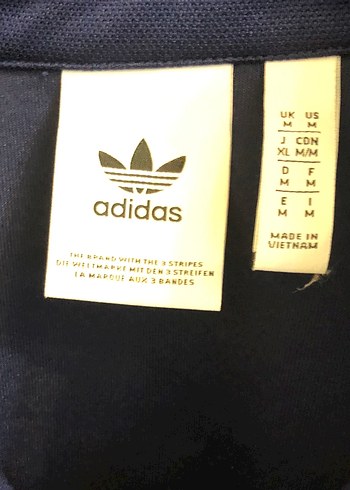 adidas
THE BRAND WITH THE 3 STRIPES
DIE WELTMARKE MIT DEN 3 STREIFEN
LA MARQUE AUX 3 BANDES
UK US
M M
J CDN
XL M/M
D F
M M
E I
M M
MADE IN
VIETNAM